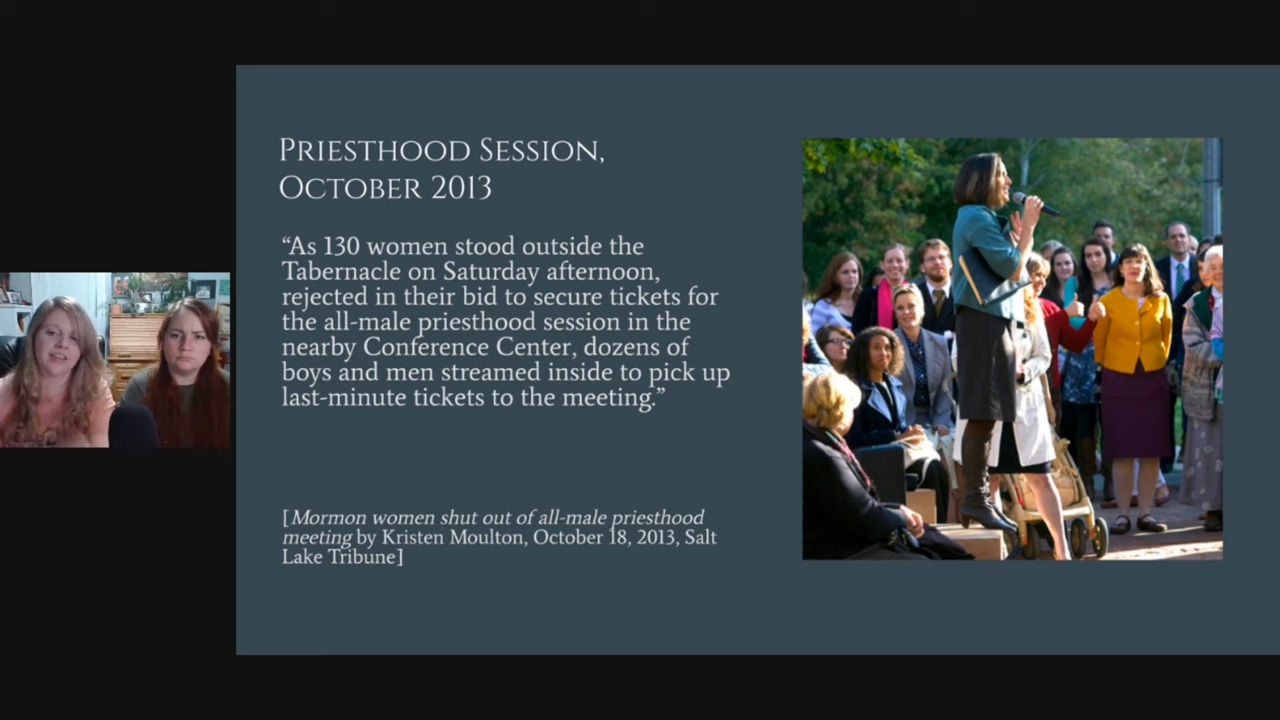 PRIESTHOOD SESSION,
OCTOBER 2013
“As 130 women stood outside the
Tabernacle on Saturday afternoon,
rejected in their bid to secure tickets for
the all-male priesthood session in the
nearby Conference Center, dozens of
boys and men streamed inside to pick up
last-minute tickets to the meeting.”
[Mormon women shut out of all-male priesthood
meeting by Kristen Moulton, October 18, 2013, Salt
Lake Tribune]